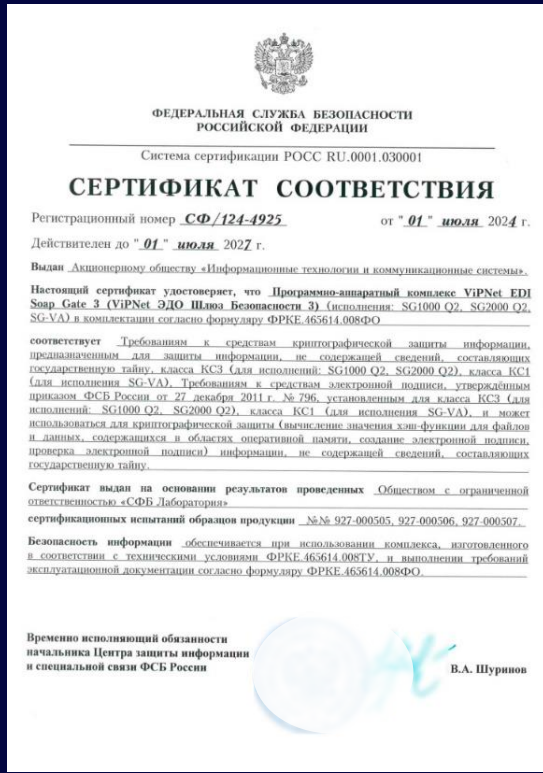 ФЕДЕРАЛЬНАЯ СЛУЖБА БЕЗОПАСНОСТИ
РОССИЙСКОЙ ФЕДЕРАЦИИ
Система сертификации РОСС RU.0001.030001
СЕРТИФИКАТ СООТВЕТСТВИЯ
Регистрационный номер СФ/124-4925 от "01" июля 2024 г.
Действителен до "01" июля 2027 г.
Выдан Акционерному обществу «Информационные технологии и коммуникационные системы».
Настоящий сертификат удостоверяет, что Программно-аппаратный комплекс ViPNet EDI
Soap Gate 3 (ViPNet ЭДО Шлюз Безопасности 3) (исполнения: SG1000 Q2, SG2000 Q2,
SG-VA) в комплектации согласно формуляру ФРКЕ.465614.008ФО
соответствует Требованиям к средствам криптографической защиты информации,
предназначенным для защиты информации, не содержащей сведений, составляющих
государственную тайну, класса КС3 (для исполнений: SG1000 Q2, SG2000 Q2), класса КС1
(для исполнения SG-VA), Требованиям к средствам электронной подписи, утверждённым
приказом ФСБ России от 27 декабря 2011 г. № 796, установленным для класса КС3 (для
исполнений: SG1000 Q2, SG2000 Q2), класса КС1 (для исполнения SG-VA), и может
использоваться для криптографической защиты (вычисление значения хэш-функции для файлов
и данных, содержащихся в областях оперативной памяти, создание электронной подписи,
проверка электронной подписи) информации, не содержащей сведений, составляющих
государственную тайну.
Сертификат выдан на основании результатов проведенных Обществом с ограниченной
ответственностью «СФБ Лаборатория»
сертификационных испытаний образцов продукции №№ 927-000505, 927-000506, 927-000507.
Безопасность информации обеспечивается при использовании комплекса, изготовленного
в соответствии с техническими условиями ФРКЕ.465614.008ТУ, и выполнении требований
эксплуатационной документации согласно формуляру ФРКЕ.465614.008ФО.
Временно исполняющий обязанности
начальника Центра защиты информации
и специальной связи ФСБ России
В.А. Шуринов